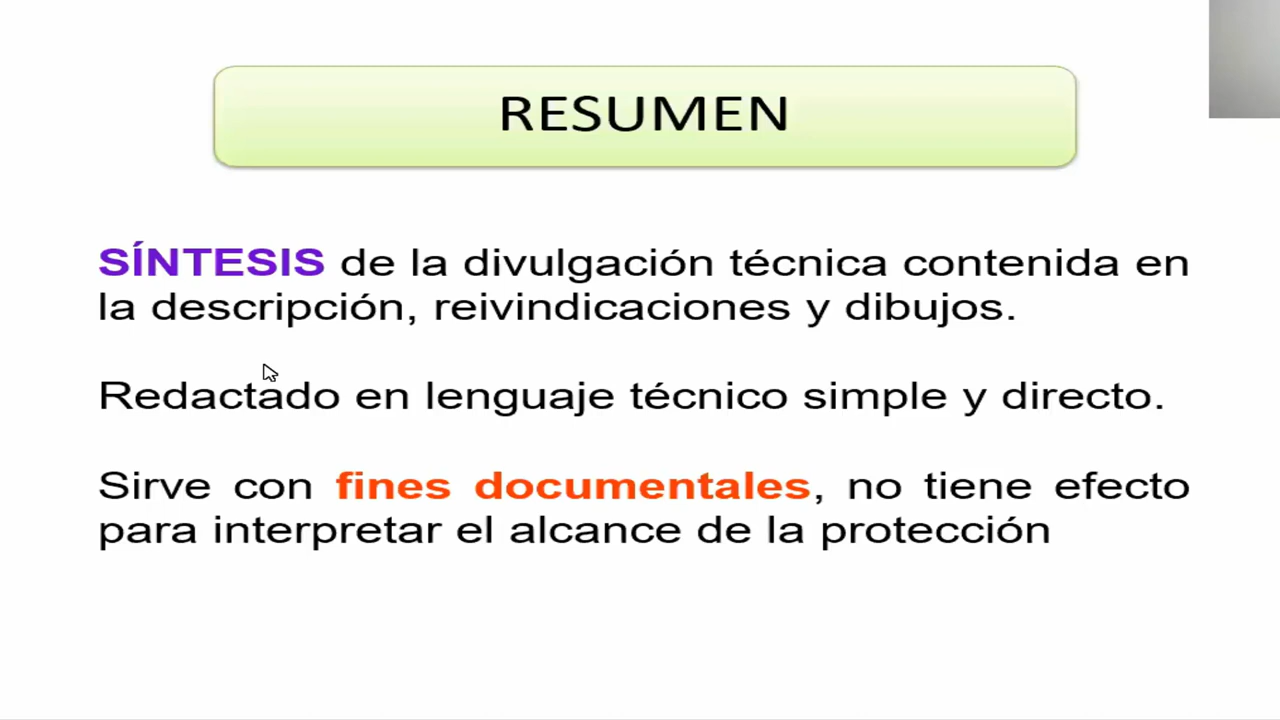 RESUMEN
SÍNTESIS de la divulgación técnica contenida en
la descripción, reivindicaciones y dibujos.
Redactado en lenguaje técnico simple y directo.
Sirve con fines documentales, no tiene efecto
para interpretar el alcance de la protección